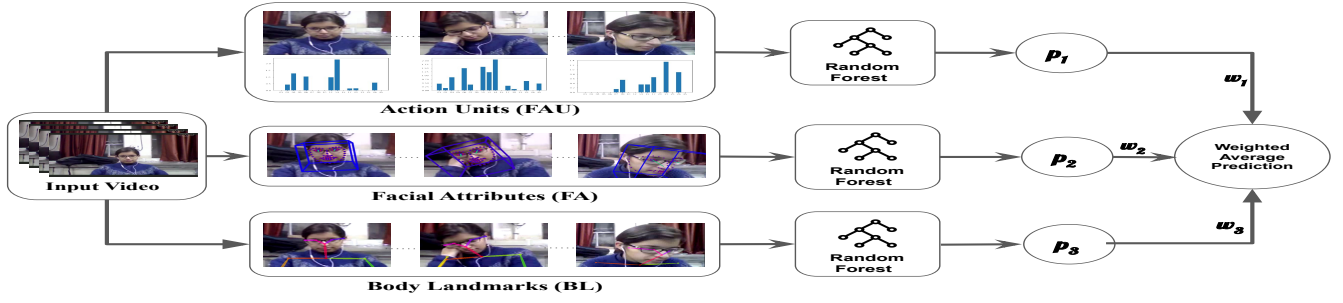 Input Video
Action Units (FAU)
Random
Forest
p1
w1
Facial Attributes (FA)
Random
Forest
p2
w2
Weighted
Average
Prediction
Body Landmarks (BL)
Random
Forest
p3
w3